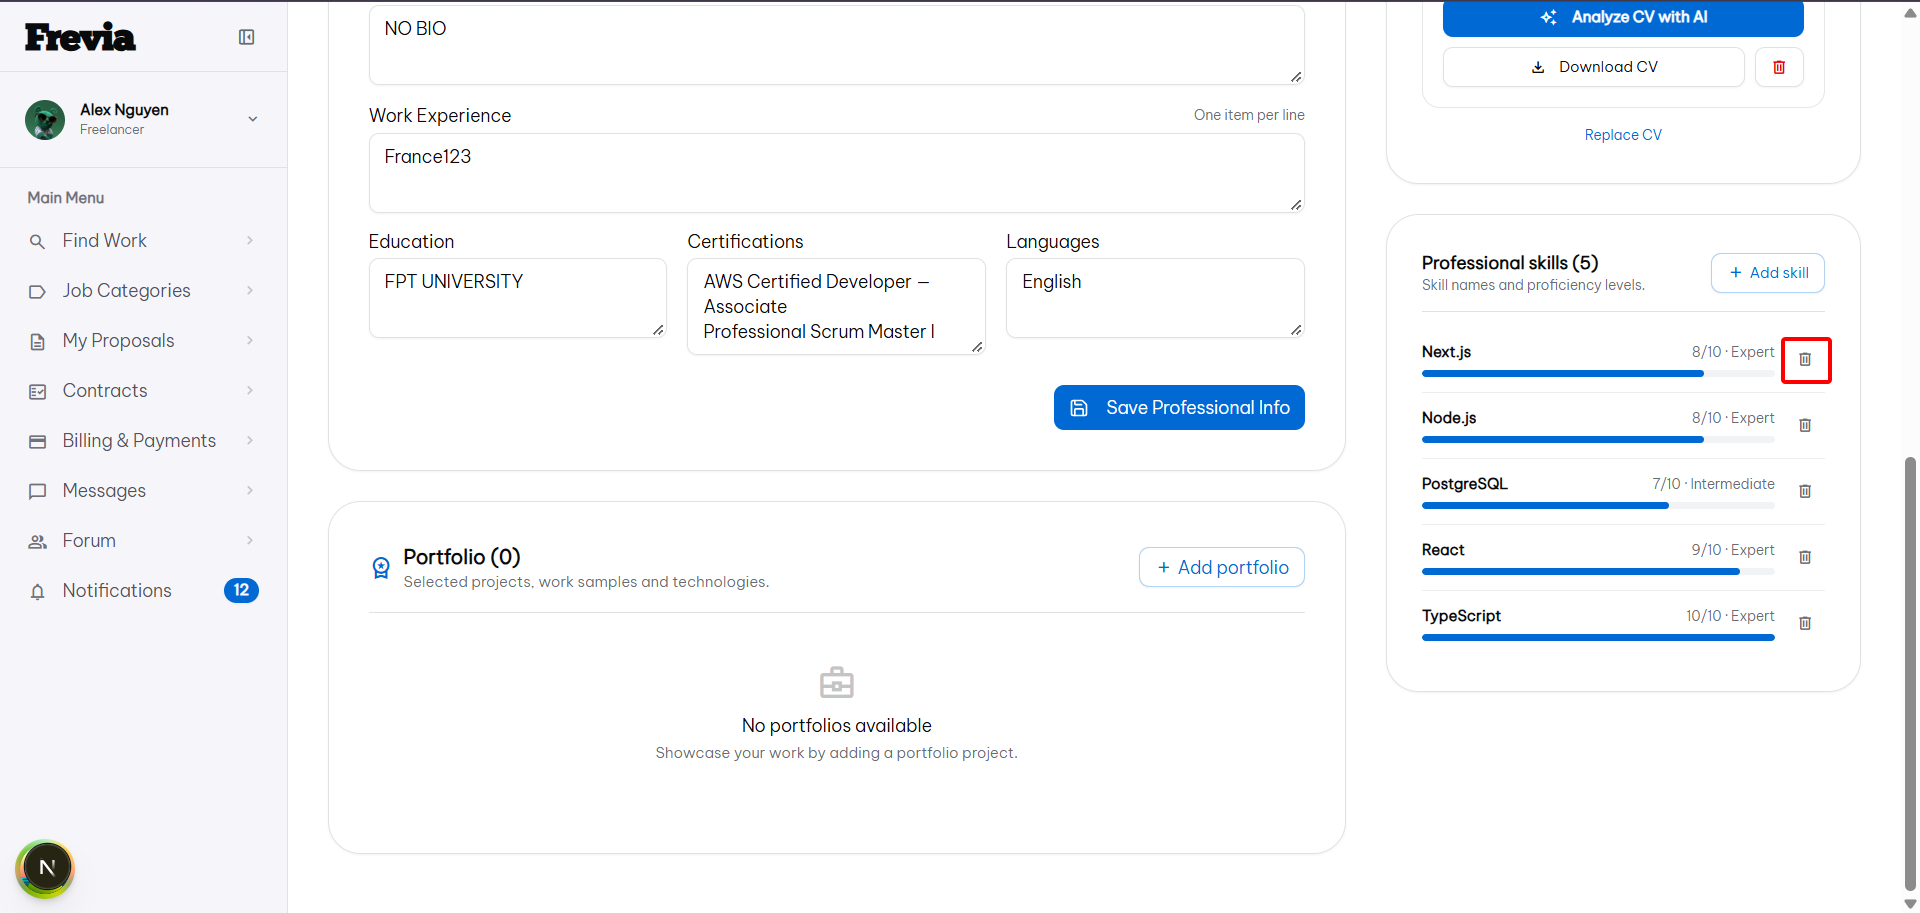 Frevia
Alex Nguyen
Freelancer
Main Menu
Find Work
Job Categories
My Proposals
Contracts
Billing & Payments
Messages
Forum
Notifications
12
N
NO BIO
Work Experience
One item per line
France123
Education
Certifications
Languages
FPT UNIVERSITY
AWS Certified Developer –
Associate
Professional Scrum Master I
English
Save Professional Info
Portfolio (0)
Selected projects, work samples and technologies.
+ Add portfolio
No portfolios available
Showcase your work by adding a portfolio project.
Analyze CV with AI
Download CV
Replace CV
Professional skills (5)
Skill names and proficiency levels.
+ Add skill
Next.js
8/10 · Expert
Node.js
8/10 · Expert
PostgreSQL
7/10 · Intermediate
React
9/10 · Expert
TypeScript
10/10 · Expert